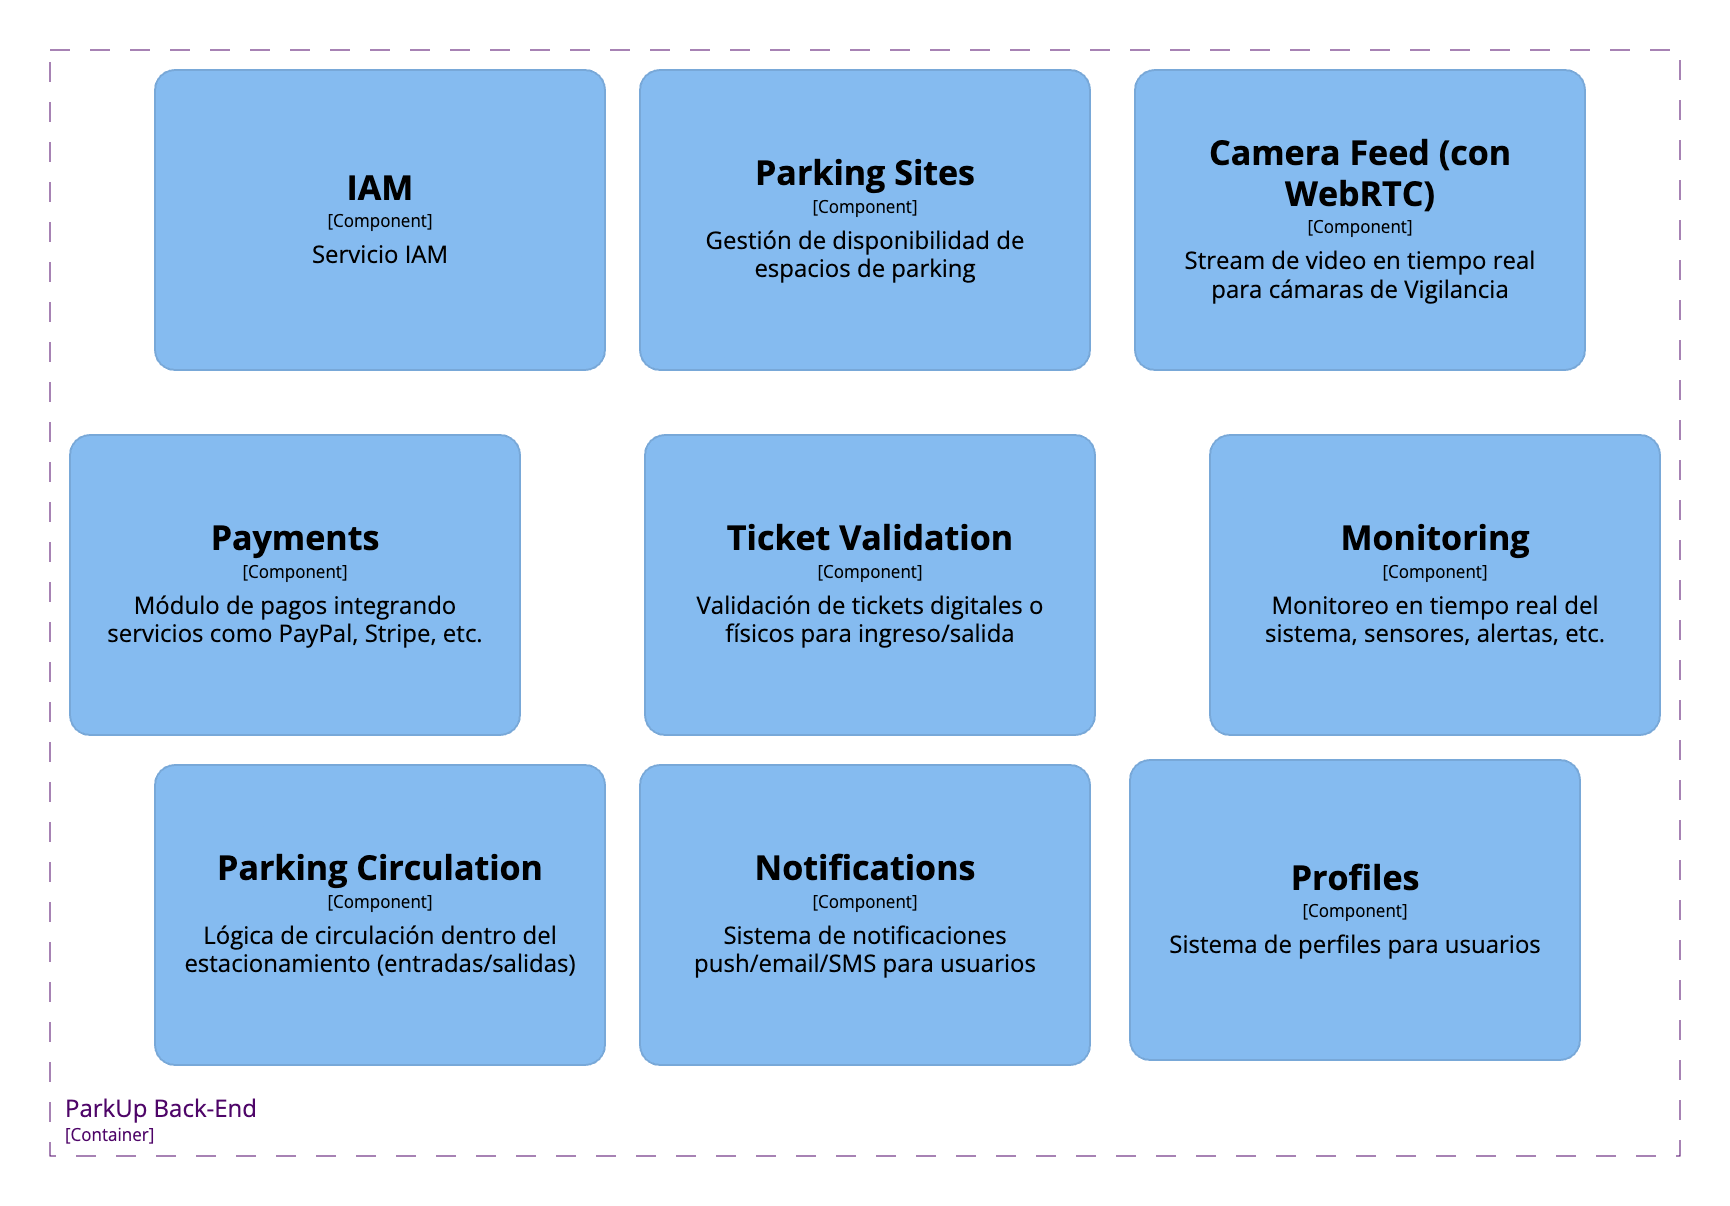 IAM
[Component]
Servicio IAM
Parking Sites
[Component]
Gestión de disponibilidad de
espacios de parking
Camera Feed (con
WebRTC)
[Component]
Stream de video en tiempo real
para cámaras de Vigilancia
Payments
[Component]
Módulo de pagos integrando
servicios como PayPal, Stripe, etc.
Ticket Validation
[Component]
Validación de tickets digitales o
físicos para ingreso/salida
Monitoring
[Component]
Monitoreo en tiempo real del
sistema, sensores, alertas, etc.
Parking Circulation
[Component]
Lógica de circulación dentro del
estacionamiento (entradas/salidas)
Notifications
[Component]
Sistema de notificaciones
push/email/SMS para usuarios
Profiles
[Component]
Sistema de perfiles para usuarios
ParkUp Back-End
[Container]